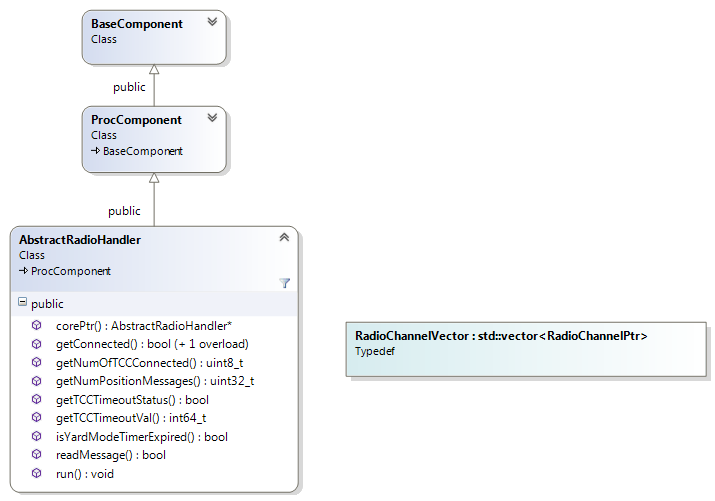 BaseComponent
Class
public
ProcComponent
Class
BaseComponent
public
AbstractRadioHandler
Class
ProcComponent
public
corePtr() : AbstractRadioHandler*
getConnected() : bool (+ 1 overload)
getNumOfTCCConnected() : uint8_t
getNumPositionMessages() : uint32_t
getTCCTimeoutStatus() : bool
getTCCTimeoutVal() : int64_t
isYardModeTimerExpired() : bool
readMessage() : bool
run() : void
RadioChannelVector : std::vector<RadioChannelPtr>
Typedef